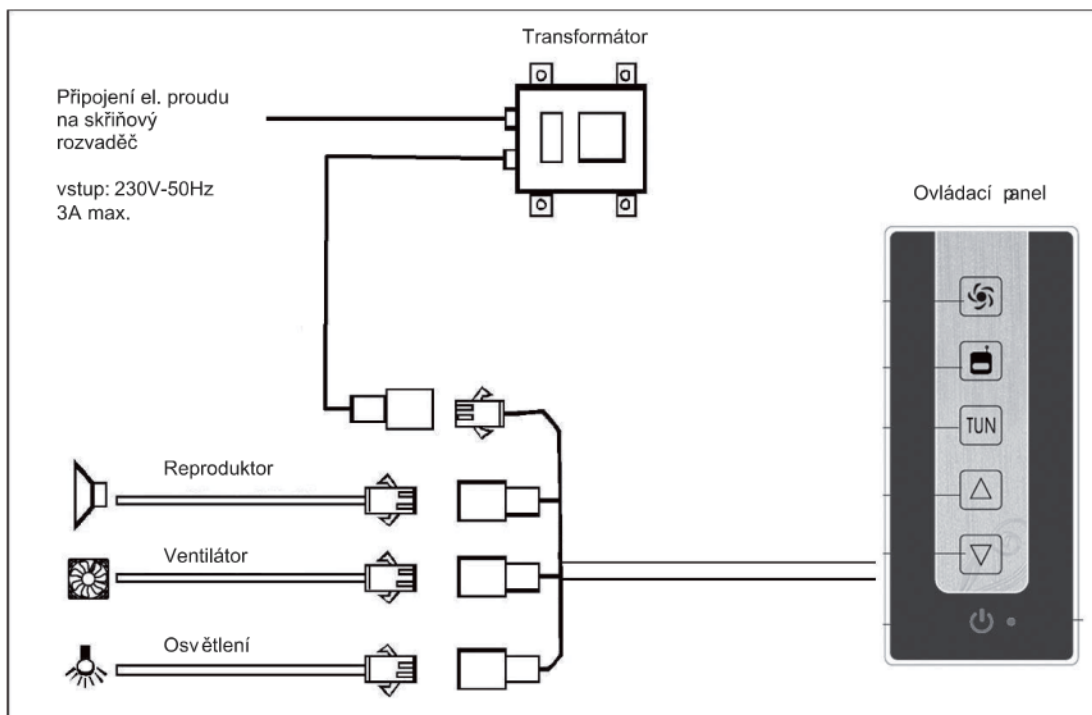 Transformátor
Připojení el. proudu
na skříňový
rozvaděč
vstup: 230V-50Hz
3A max.
Ovládací panel
TUN
Reproduktor
Ventilátor
Osvětlení